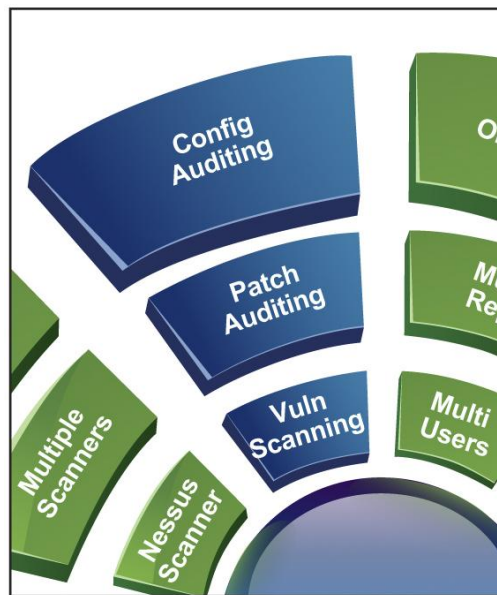 Config
Auditing
Patch
Auditing
Vuln
Scanning
Multi
Users
Multiple
Scanners
Nessus
Scanner